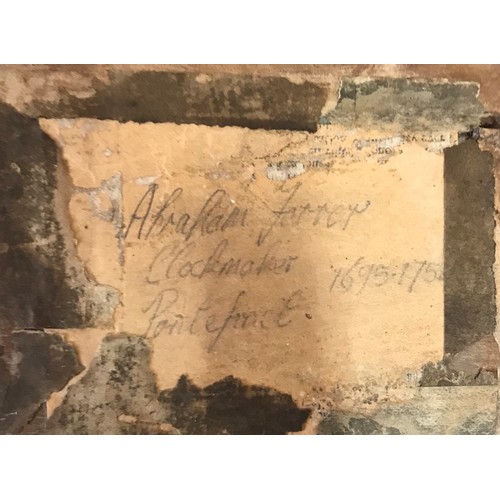 Abraham Farrer
Clockmaker
1695-175
Pontefract.